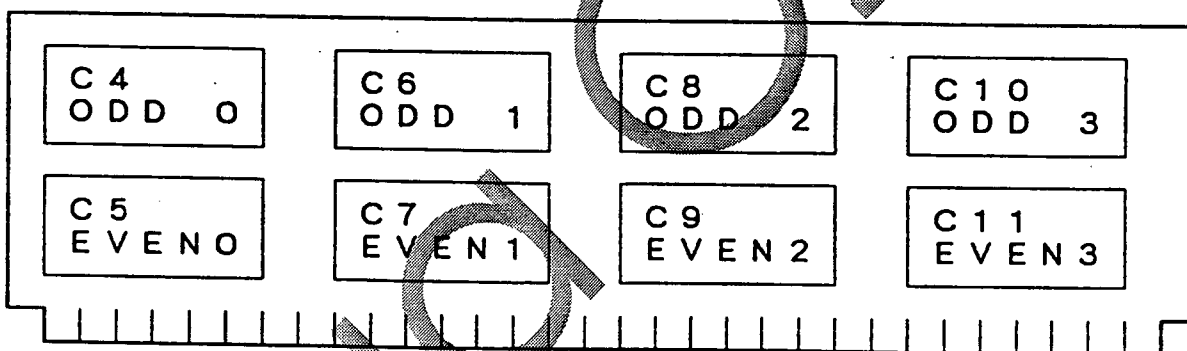 C4
ODD 0
C6
ODD 1
C8
ODD 2
C10
ODD 3
C5
EVEN0
C7
EVEN1
C9
EVEN2
C11
EVEN3